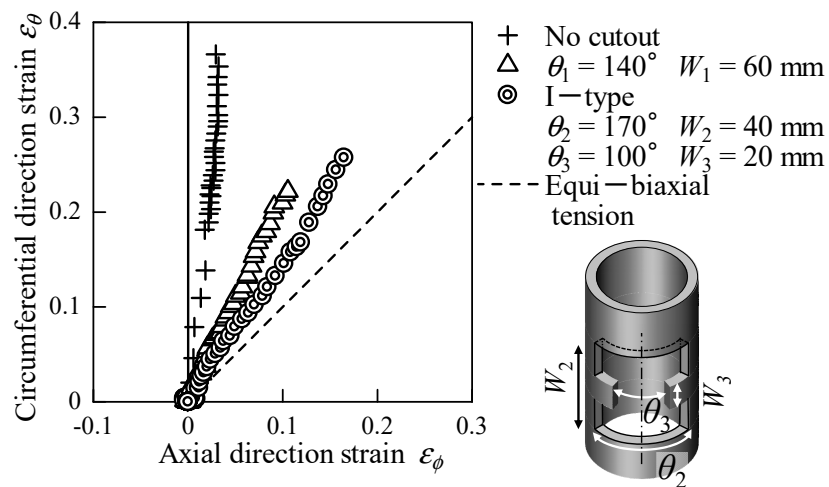 0.4
0.3
0.2
0.1
0
-0.1 0 0.1 0.2 0.3
Circumferential direction strain εθ
Axial direction strain εϕ
No cutout
θ1 = 140° W1 = 60 mm
I—type
θ2 = 170° W2 = 40 mm
θ3 = 100° W3 = 20 mm
Equi—biaxial
tension
W2
W3
θ3
θ2